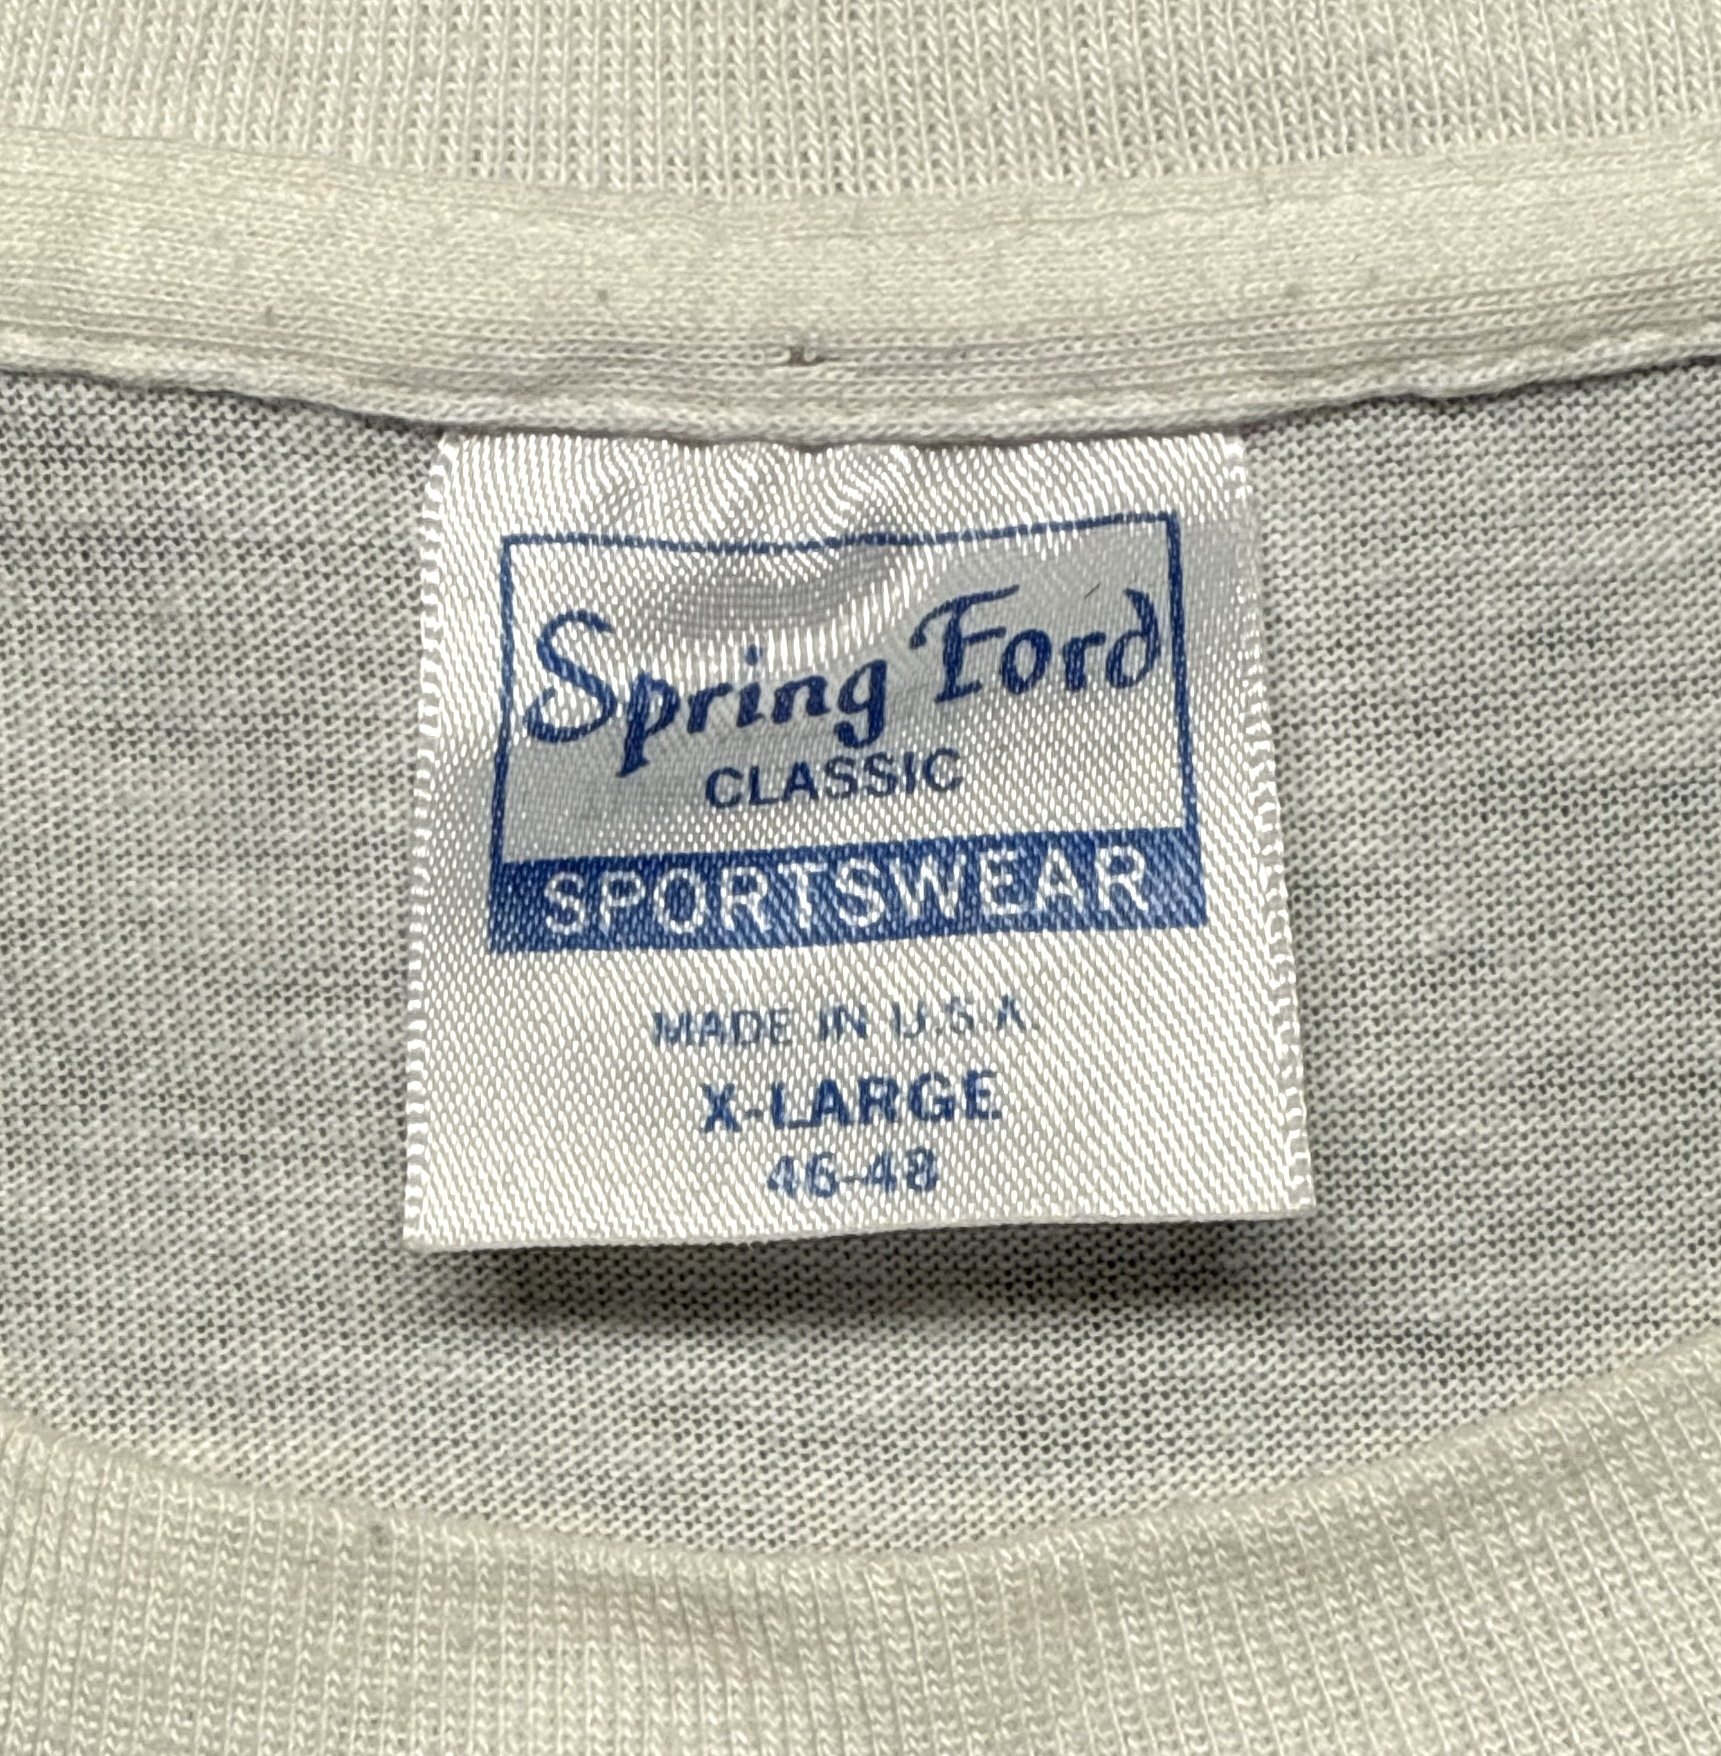 Spring Ford
CLASSIC
SPORTSWEAR
MADE IN U.S.A.
X-LARGE
46-48